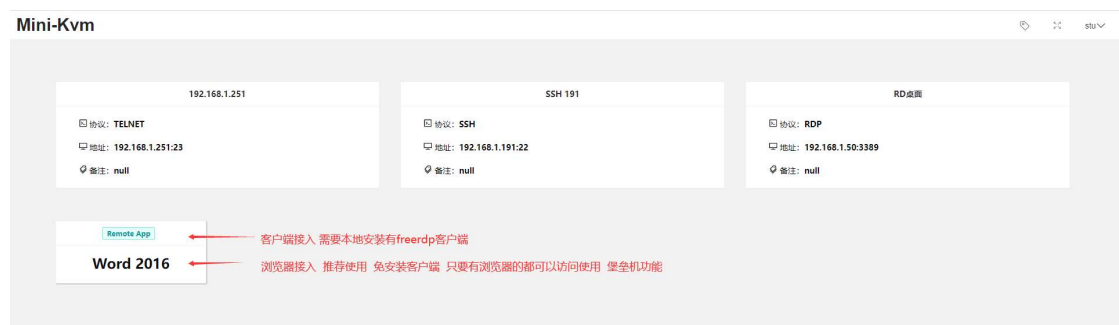 Mini-Kvm
stu
192.168.1.251
协议：TELNET
地址：192.168.1.251:23
备注：null
SSH 191
协议：SSH
地址：192.168.1.191:22
备注：null
RD桌面
协议：RDP
地址：192.168.1.50:3389
备注：null
Remote App
客户端接入 需要本地安装有freerdp客户端
Word 2016
浏览器接入 推荐使用 免安装客户端 只要有浏览器的都可以访问使用 堡垒机功能